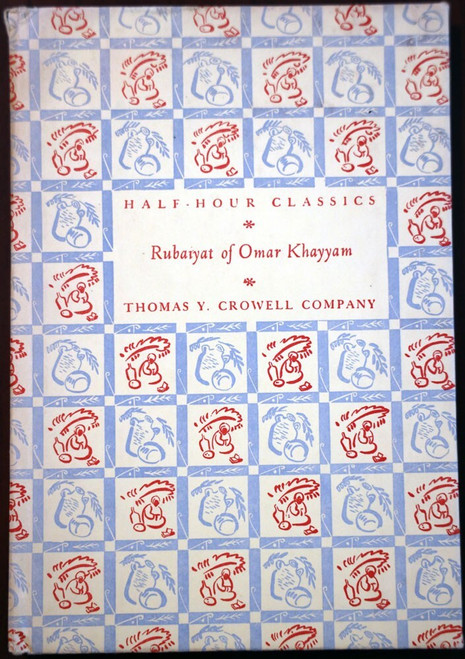 HALF-HOUR CLASSICS
*
Rubaiyat of Omar Khayyam
*
THOMAS Y. CROWELL COMPANY